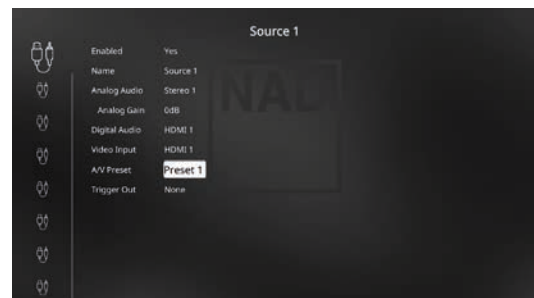 Source 1
Enabled Yes
Name Source 1
Analog Audio Stereo 1
Analog Gain 0dB
Digital Audio HDMI 1
Video Input HDMI 1
A/V Preset Preset 1
Trigger Out None
NAD